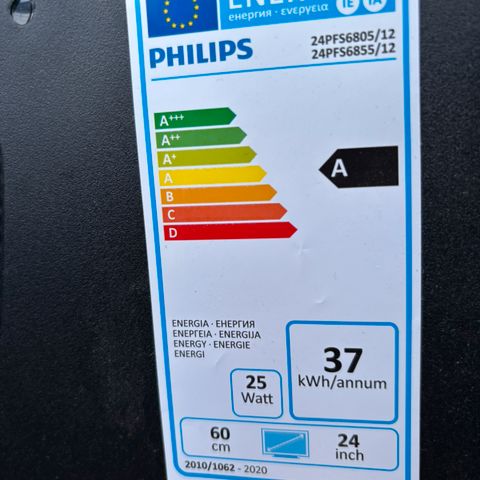 ENERG
енергия · ενεργεια
IE
IA
PHILIPS
24PFS6805/12
24PFS6855/12
A+++
A++
A+
A
B
C
D
A
ENERGIA · ЕНЕРГИЯ
ΕΝΕΡΓΕΙΑ · ENERGIJA
ENERGY · ENERGIE
ENERGI
37
kWh/annum
25
Watt
60
cm
24
inch
2010/1062 - 2020